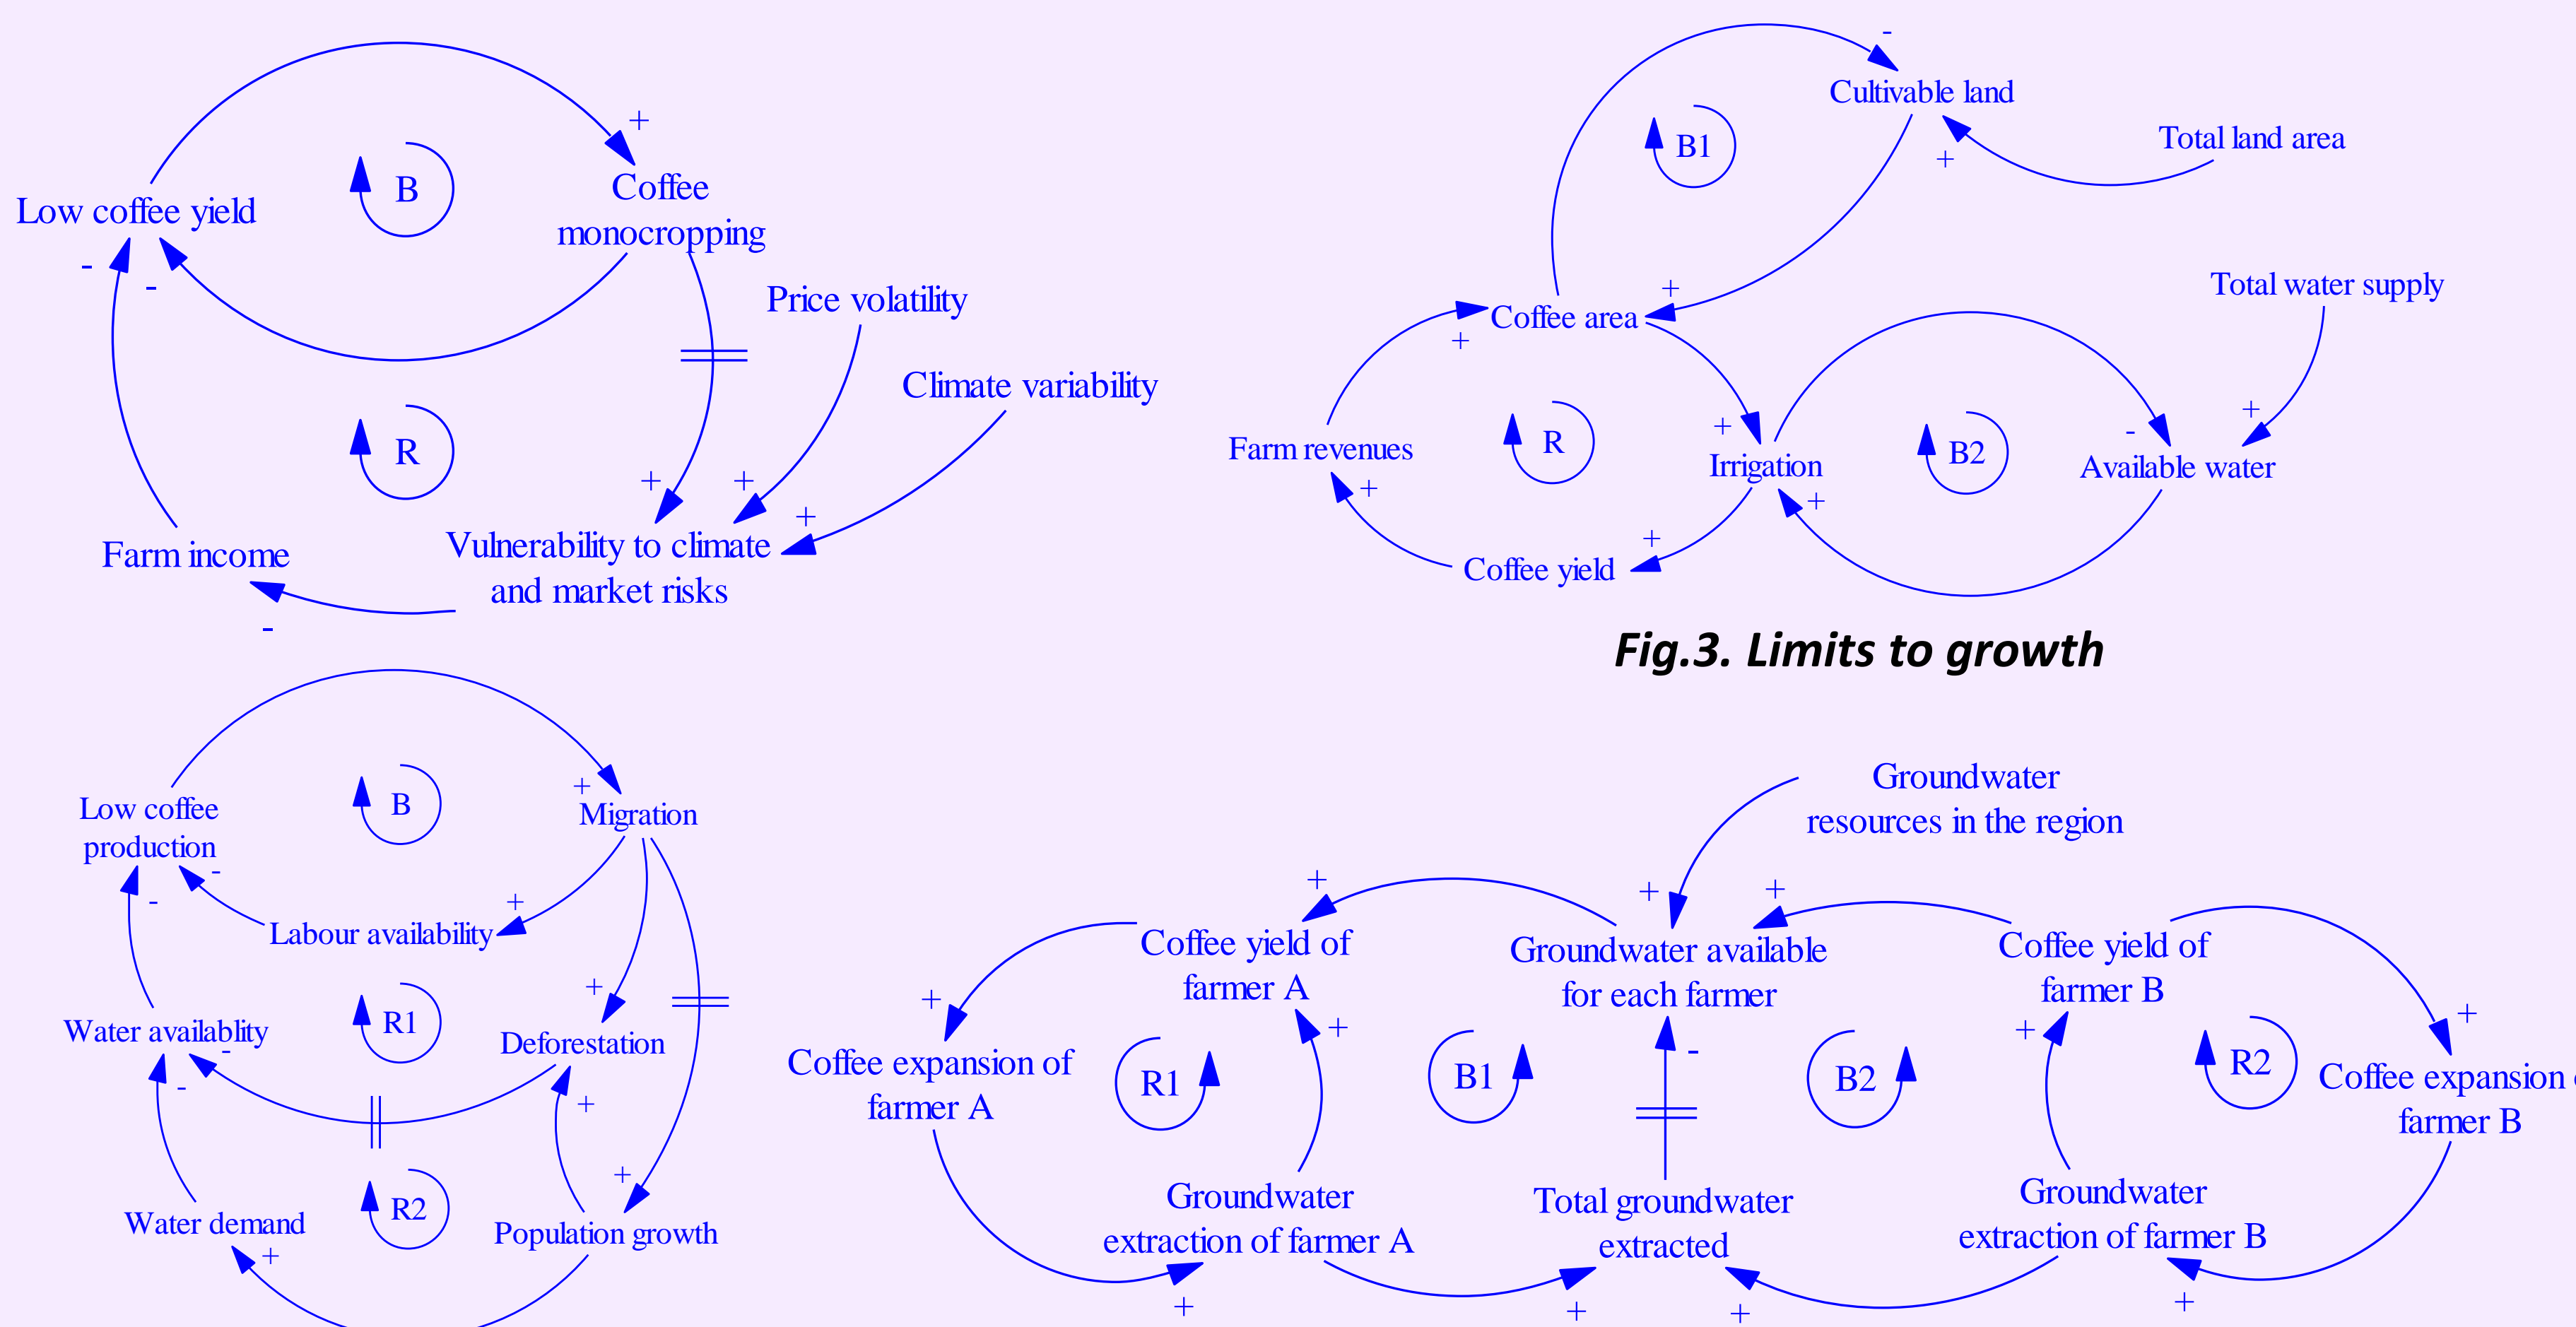 Low coffee yield
+
B
Coffee
monocropping
-
-
Price volatility
Climate variability
R
+
+
+
Farm income
Vulnerability to climate
and market risks
-
-
Cultivable land
B1
Total land area
+
Total water supply
+
Coffee area
+
+
-
+
Farm revenues
R
+
Irrigation
B2
Available water
+
+
Coffee yield
Fig.3. Limits to growth
Low coffee
production
B
+
Migration
-
-
+
Labour availability
+
Water availablity
R1
Deforestation
-
-
+
+
Water demand
R2
Population growth
+
Groundwater
resources in the region
+
+
+
Coffee yield of
farmer A
Groundwater available
for each farmer
Coffee yield of
farmer B
+
+
+
-
+
Coffee expansion of
farmer A
R1
B1
B2
R2
Coffee expansion
farmer B
Groundwater
extraction of farmer A
Total groundwater
extracted
Groundwater
extraction of farmer B
+
+
+
+